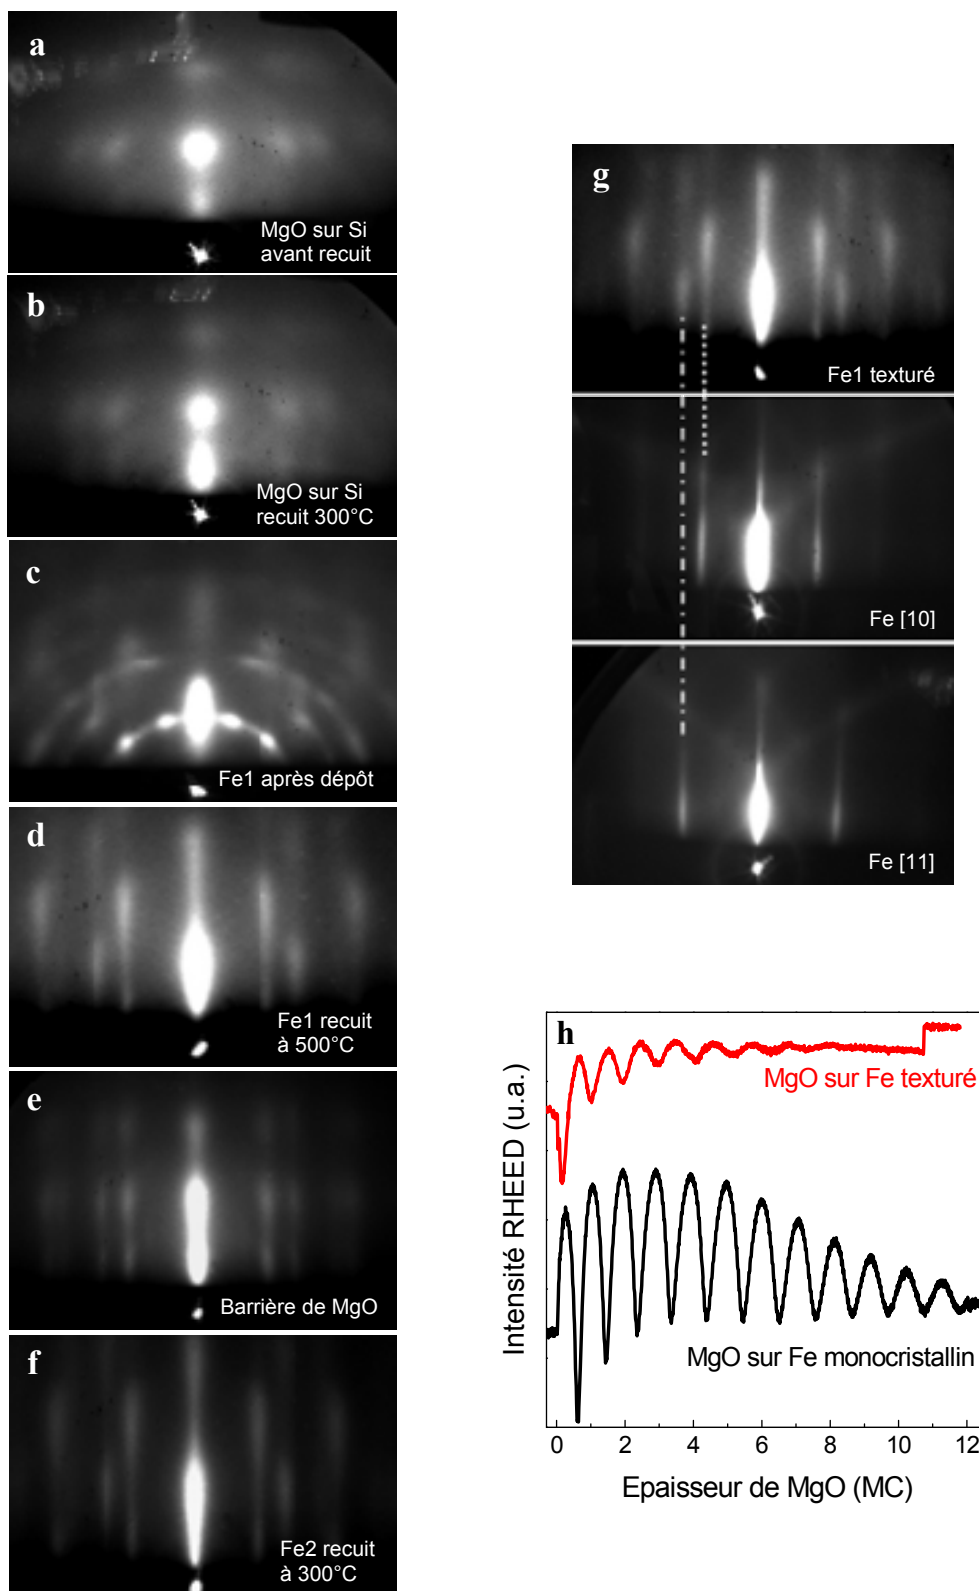 a
MgO sur Si
avant recuit
b
MgO sur Si
recuit 300°C
c
Fe1 après dépôt
d
Fe1 recuit
à 500°C
e
Barrière de MgO
f
Fe2 recuit
à 300°C
g
Fe1 texturé
Fe [10]
Fe [11]
h
MgO sur Fe texturé
MgO sur Fe monocristallin
Intensité RHEED (u.a.)
0 2 4 6 8 10 12
Epaisseur de MgO (MC)